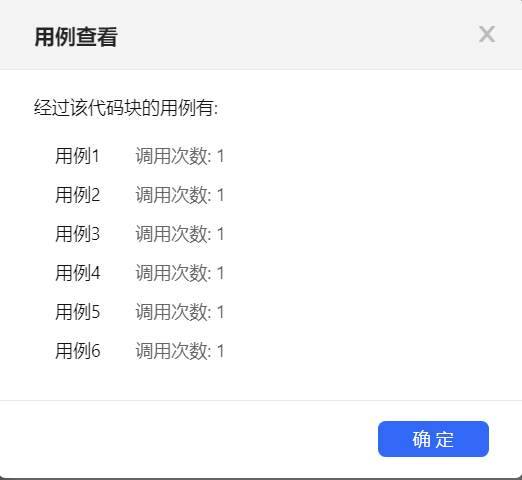 用例查看
X
经过该代码块的用例有:
用例1 调用次数: 1
用例2 调用次数: 1
用例3 调用次数: 1
用例4 调用次数: 1
用例5 调用次数: 1
用例6 调用次数: 1
确 定